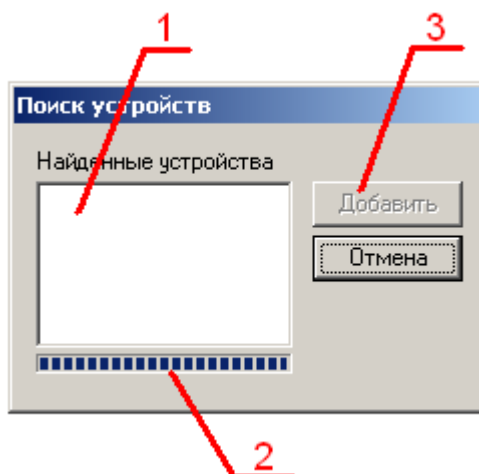 1
3
Поиск устройств
Найденные устройства
Добавить
Отмена
2